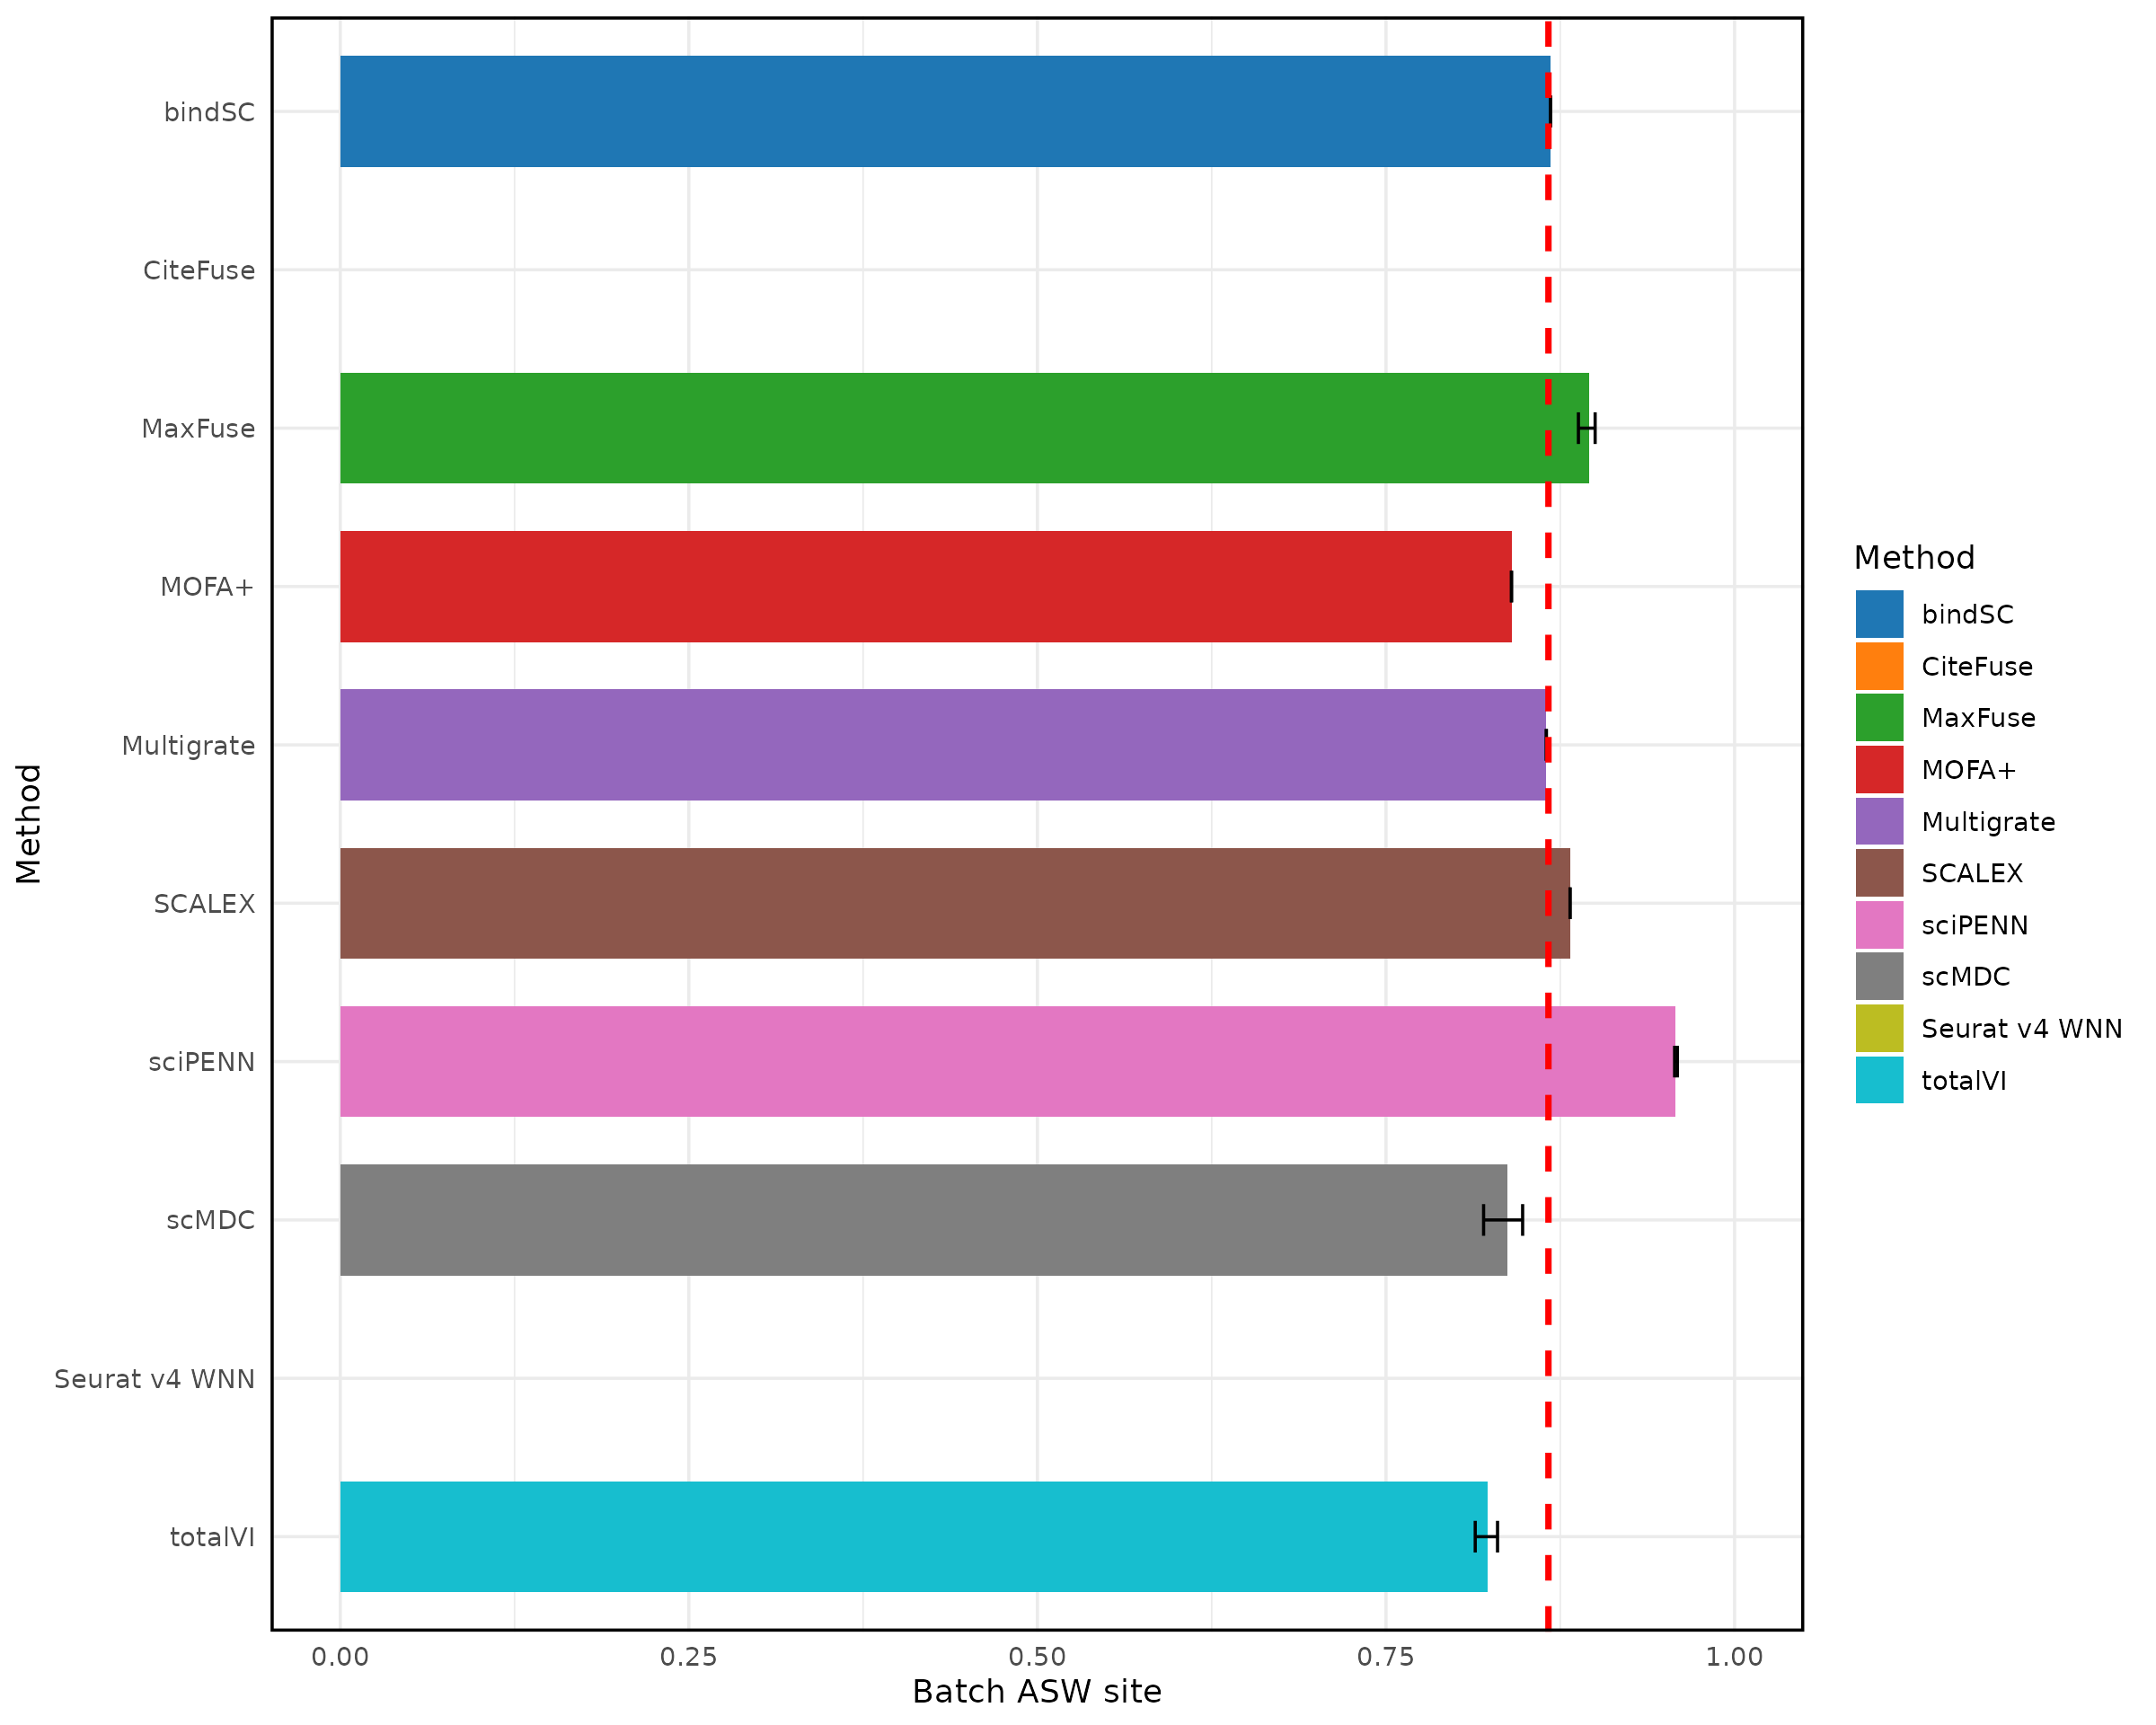 Method
bindSC
CiteFuse
MaxFuse
MOFA+
Multigrate
SCALEX
sciPENN
scMDC
Seurat v4 WNN
totalVI
0.00 0.25 0.50 0.75 1.00
Batch ASW site
Method
bindSC
CiteFuse
MaxFuse
MOFA+
Multigrate
SCALEX
sciPENN
scMDC
Seurat v4 WNN
totalVI